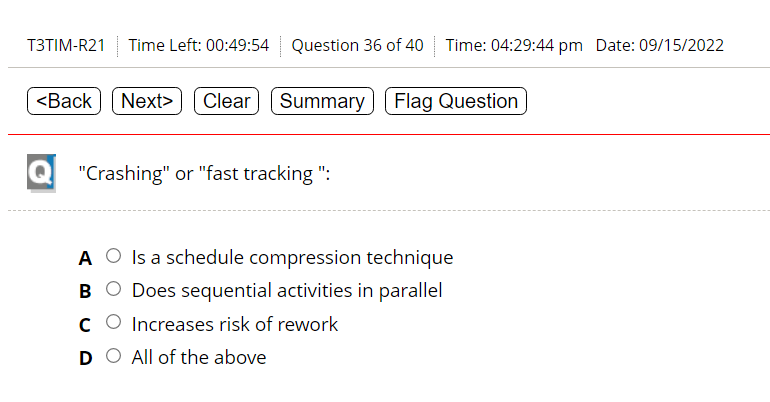 T3TIM-R21 Time Left: 00:49:54 Question 36 of 40 Time: 04:29:44 pm Date: 09/15/2022
<Back Next> Clear Summary Flag Question
Q "Crashing" or "fast tracking ":
A Is a schedule compression technique
B Does sequential activities in parallel
C Increases risk of rework
D All of the above